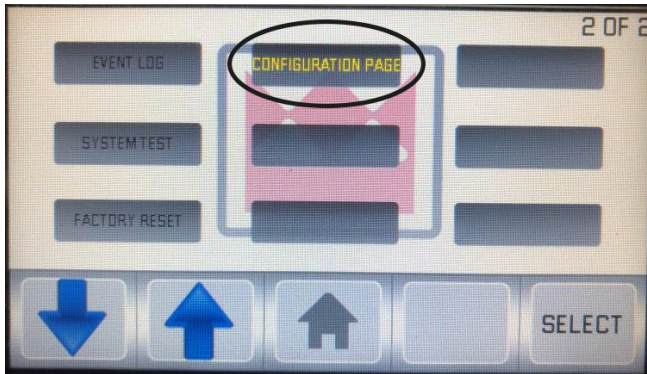 2 OF 2
EVENT LOG
CONFIGURATION PAGE
SYSTEM TEST
FACTORY RESET
SELECT